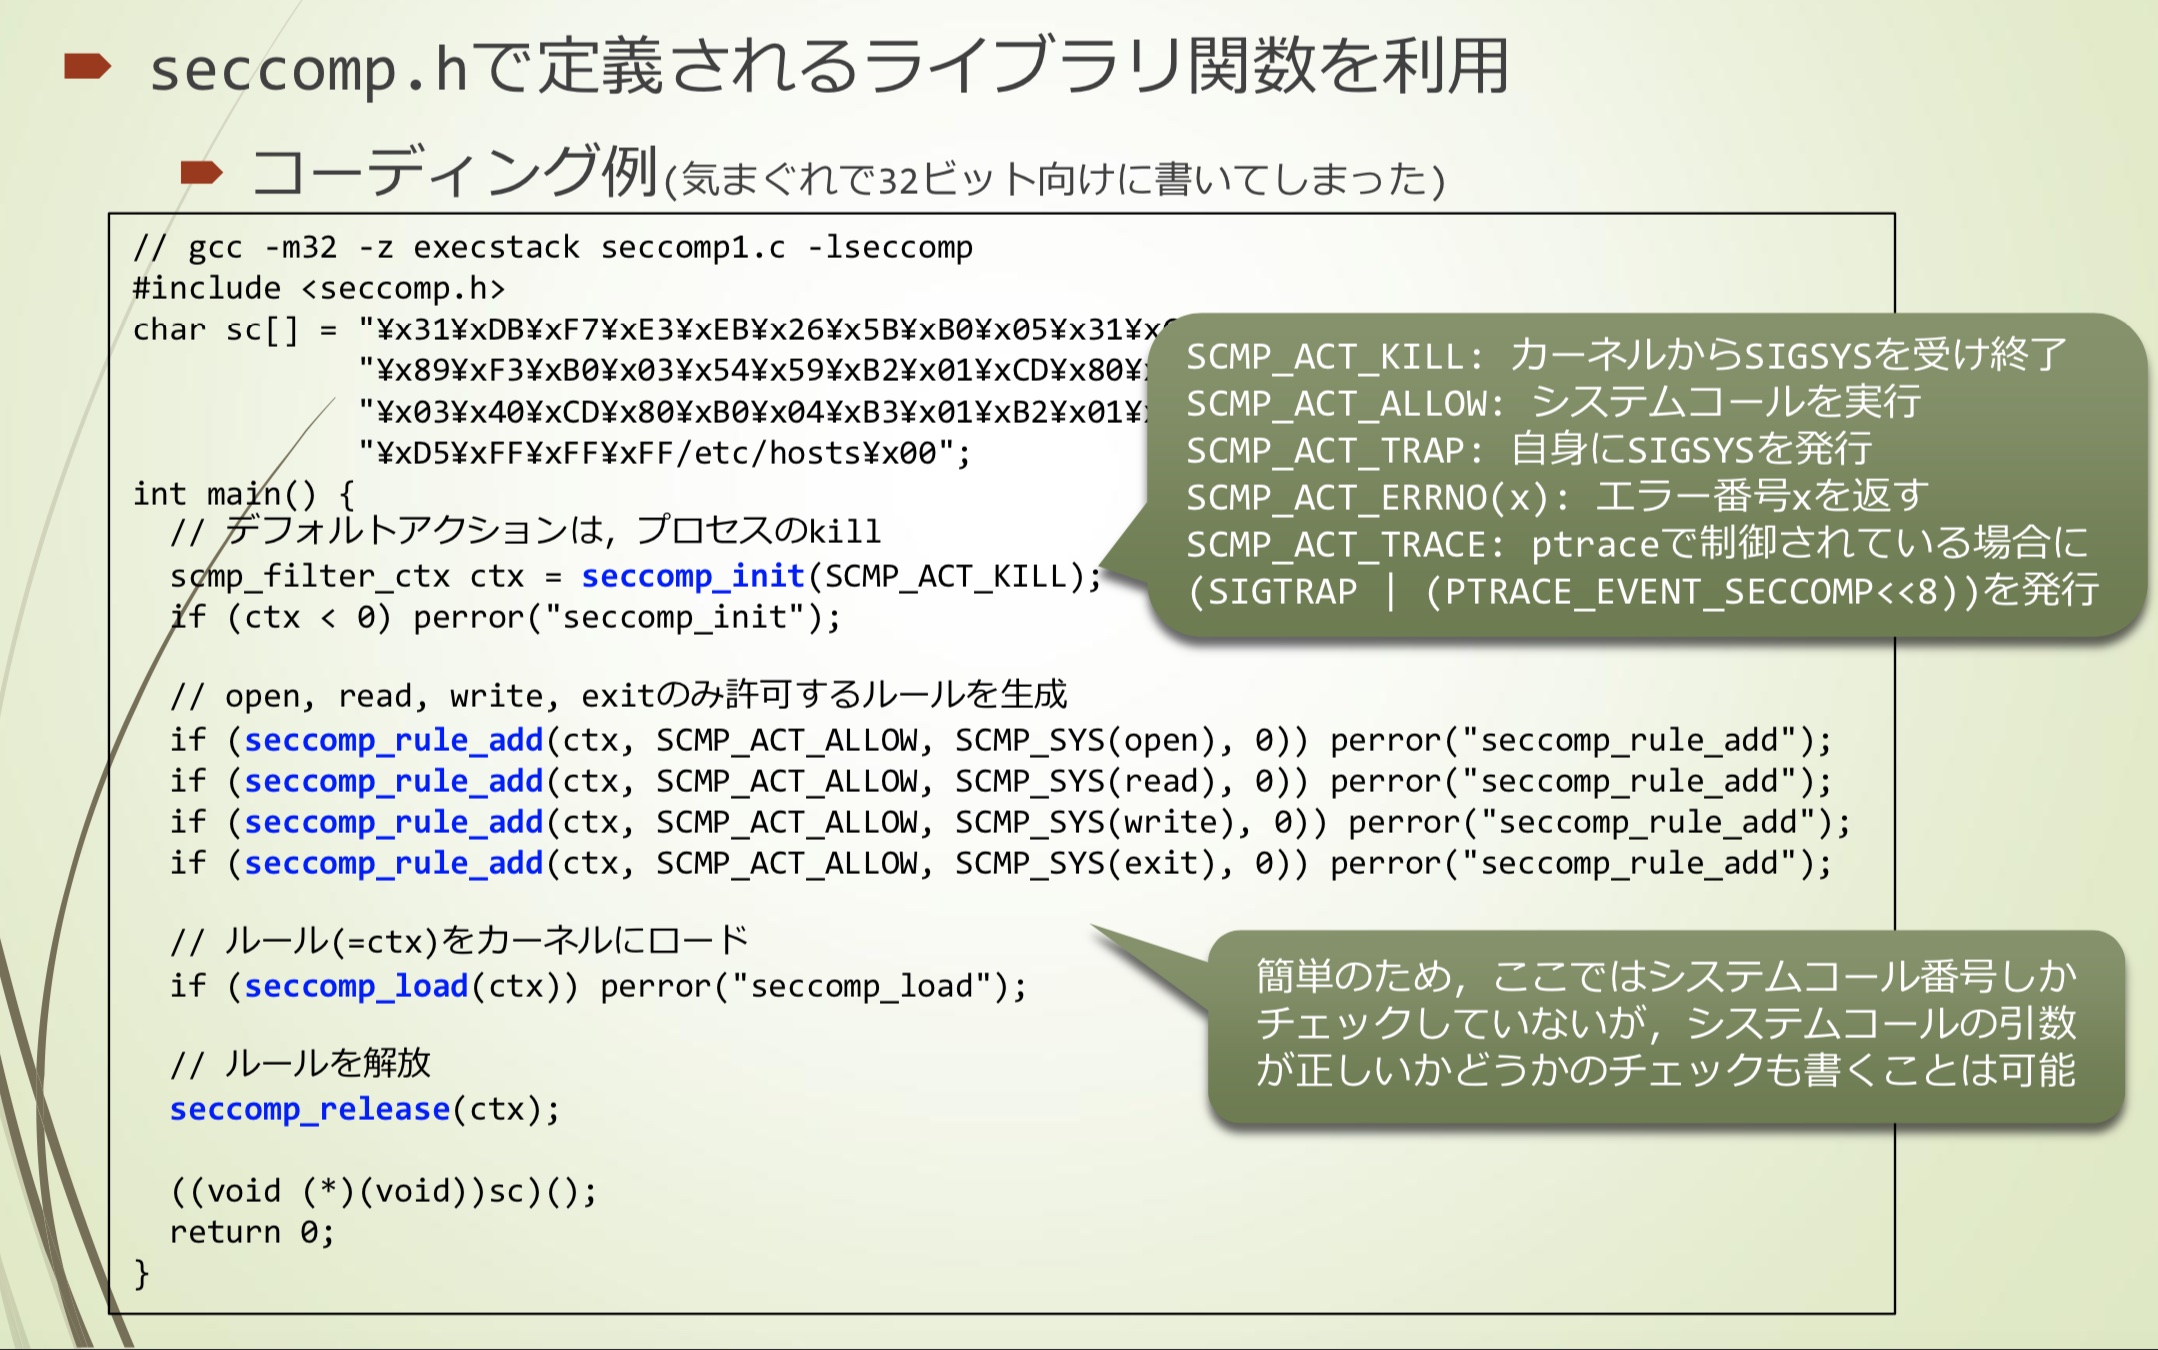 seccomp.hで定義されるライブラリ関数を利用
コーディング例(気まぐれで32ビット向けに書いてしまった)
// gcc -m32 -z execstack seccomp1.c -lseccomp
#include <seccomp.h>
char sc[] = "¥x31¥xDB¥xF7¥xE3¥xEB¥x26¥x5B¥xB0¥x05¥x31
"¥x89¥xF3¥xB0¥x03¥x54¥x59¥xB2¥x01¥xCD¥x80
"¥x03¥x40¥xCD¥x80¥xB0¥x04¥xB3¥x01¥xB2¥x01
"¥xD5¥xFF¥xFF¥xFF/etc/hosts¥x00";
int main() {
// デフォルトアクションは, プロセスのkill
scmp_filter_ctx ctx = seccomp_init(SCMP_ACT_KILL);
if (ctx < 0) perror("seccomp_init");
// open, read, write, exitのみ許可するルールを生成
if (seccomp_rule_add(ctx, SCMP_ACT_ALLOW, SCMP_SYS(open), 0)) perror("seccomp_rule_add");
if (seccomp_rule_add(ctx, SCMP_ACT_ALLOW, SCMP_SYS(read), 0)) perror("seccomp_rule_add");
if (seccomp_rule_add(ctx, SCMP_ACT_ALLOW, SCMP_SYS(write), 0)) perror("seccomp_rule_add");
if (seccomp_rule_add(ctx, SCMP_ACT_ALLOW, SCMP_SYS(exit), 0)) perror("seccomp_rule_add");
// ルール(=ctx)をカーネルにロード
if (seccomp_load(ctx)) perror("seccomp_load");
// ルールを解放
seccomp_release(ctx);
((void (*)(void))sc)();
return 0;
}
SCMP_ACT_KILL: カーネルからSIGSYSを受け終了
SCMP_ACT_ALLOW: システムコールを実行
SCMP_ACT_TRAP: 自身にSIGSYSを発行
SCMP_ACT_ERRNO(x): エラー番号xを返す
SCMP_ACT_TRACE: ptraceで制御されている場合に
(SIGTRAP | (PTRACE_EVENT_SECCOMP<<8))を発行
簡単のため, ここではシステムコール番号しか
チェックしていないが, システムコールの引数
が正しいかどうかのチェックも書くことは可能